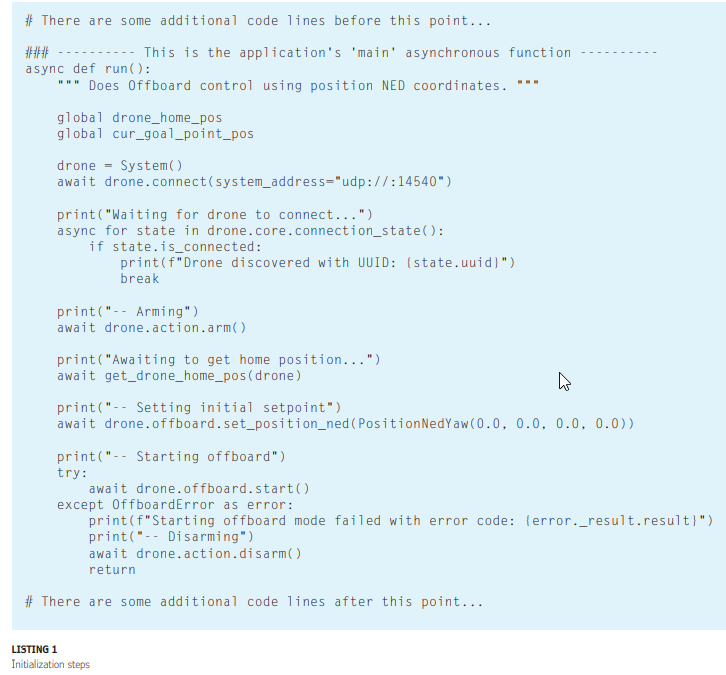 # There are some additional code lines before this point...
### ---------- This is the application's 'main' asynchronous function ----------
async def run():
    """ Does Offboard control using position NED coordinates. """
    global drone_home_pos
    global cur_goal_point_pos
    drone = System()
    await drone.connect(system_address="udp://:14540")
    print("Waiting for drone to connect...")
    async for state in drone.core.connection_state():
        if state.is_connected:
            print(f"Drone discovered with UUID: {state.uuid}")
            break
    print("-- Arming")
    await drone.action.arm()
    print("Awaiting to get home position...")
    await get_drone_home_pos(drone)
    print("-- Setting initial setpoint")
    await drone.offboard.set_position_ned(PositionNedYaw(0.0, 0.0, 0.0, 0.0))
    print("-- Starting offboard")
    try:
        await drone.offboard.start()
    except OffboardError as error:
        print(f"Starting offboard mode failed with error code: {error._result.result}")
        print("-- Disarming")
        await drone.action.disarm()
        return
# There are some additional code lines after this point...
LISTING 1
Initialization steps